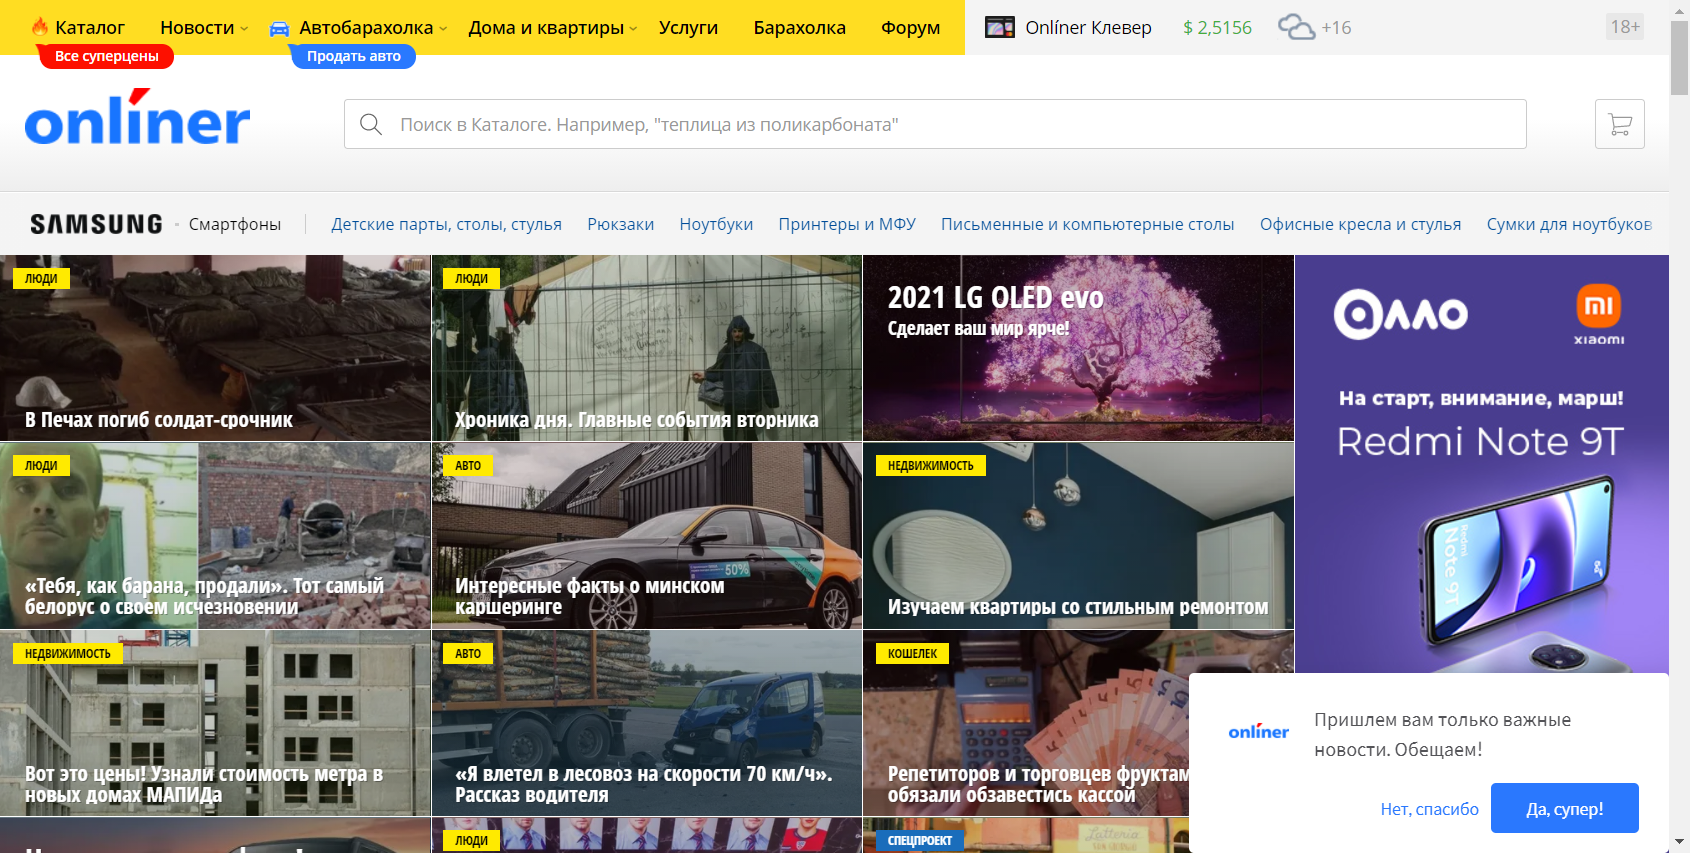 Каталог Новости Автобарахолка Дома и квартиры Услуги Барахолка Форум Onlíner Клевер $ 2,5156 +16 18+
Все суперцены Продать авто
onlíner
Поиск в Каталоге. Например, "теплица из поликарбоната"
SAMSUNG Смартфоны Детские парты, столы, стулья Рюкзаки Ноутбуки Принтеры и МФУ Письменные и компьютерные столы Офисные кресла и стулья Сумки для ноутбуков
ЛЮДИ
В Печах погиб солдат-срочник
ЛЮДИ
Хроника дня. Главные события вторника
2021 LG OLED evo
Сделает ваш мир ярче!
алло
mi
xiaomi
На старт, внимание, марш!
Redmi Note 9T
Redmi
Note 9T
ЛЮДИ
«Тебя, как барана, продали». Тот самый
белорус о своем исчезновении
АВТО
50%
Интересные факты о минском
каршеринге
НЕДВИЖИМОСТЬ
Изучаем квартиры со стильным ремонтом
НЕДВИЖИМОСТЬ
Вот это цены! Узнали стоимость метра в
новых домах МАПИДа
АВТО
«Я влетел в лесовоз на скорости 70 км/ч».
Рассказ водителя
КОШЕЛЕК
Репетиторов и торговцев фруктам
обязали обзавестись кассой
onlíner
Пришлем вам только важные
новости. Обещаем!
Нет, спасибо Да, супер!
ЛЮДИ
СПЕЦПРОЕКТ
Lotteria